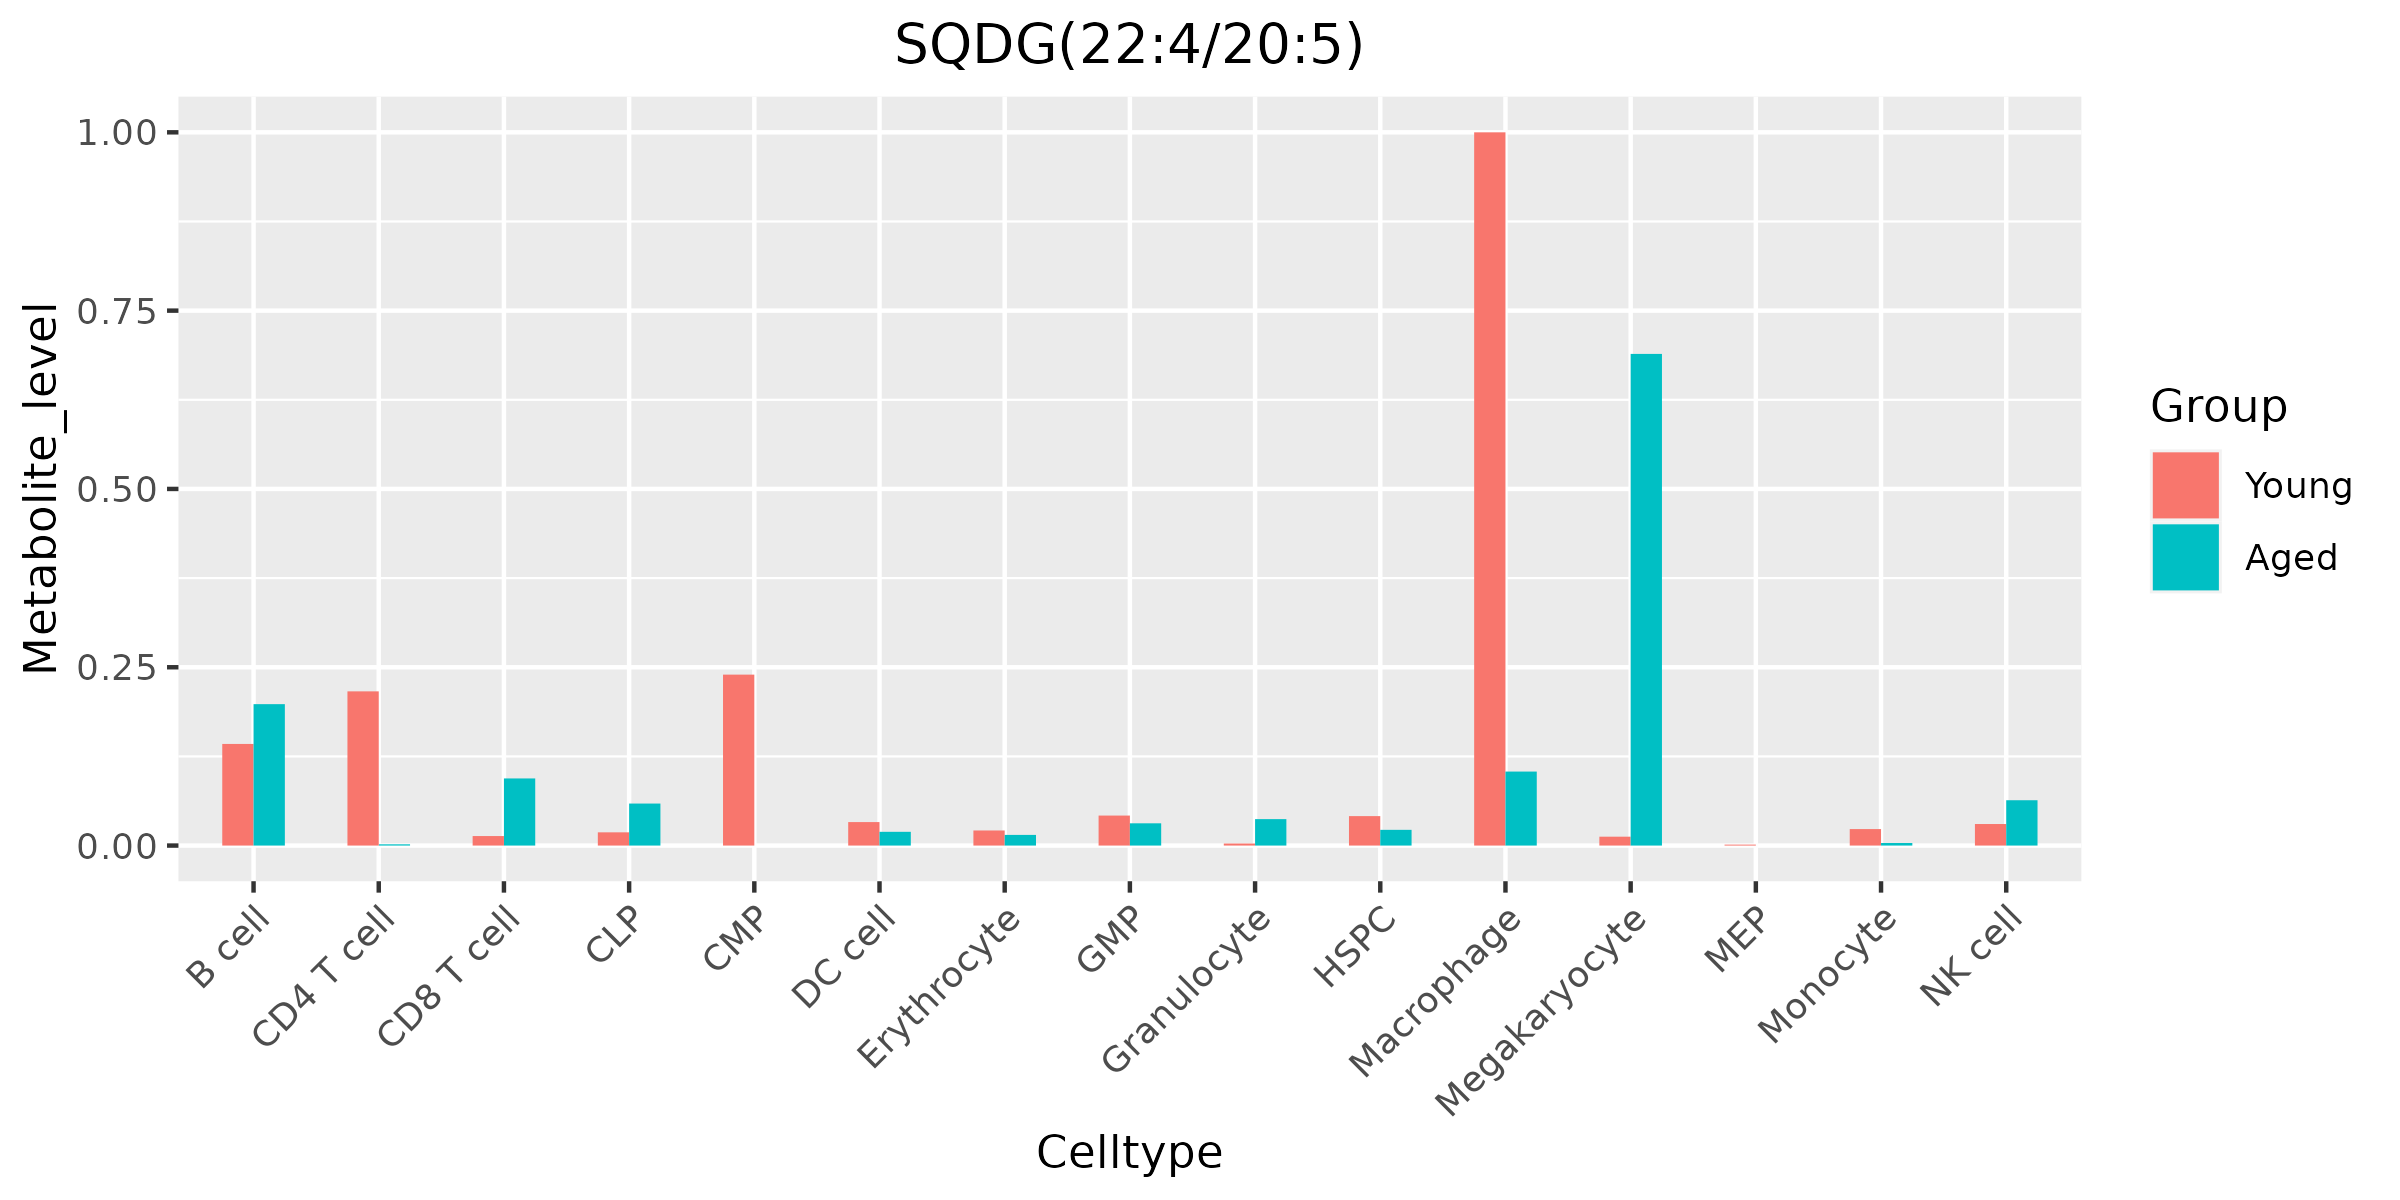 SQDG(22:4/20:5)
Metabolite_level
1.00
0.75
0.50
0.25
0.00
B cell
CD4 T cell
CD8 T cell
CLP
CMP
DC cell
Erythrocyte
GMP
Granulocyte
HSPC
Macrophage
Megakaryocyte
MEP
Monocyte
NK cell
Celltype
Group
Young
Aged